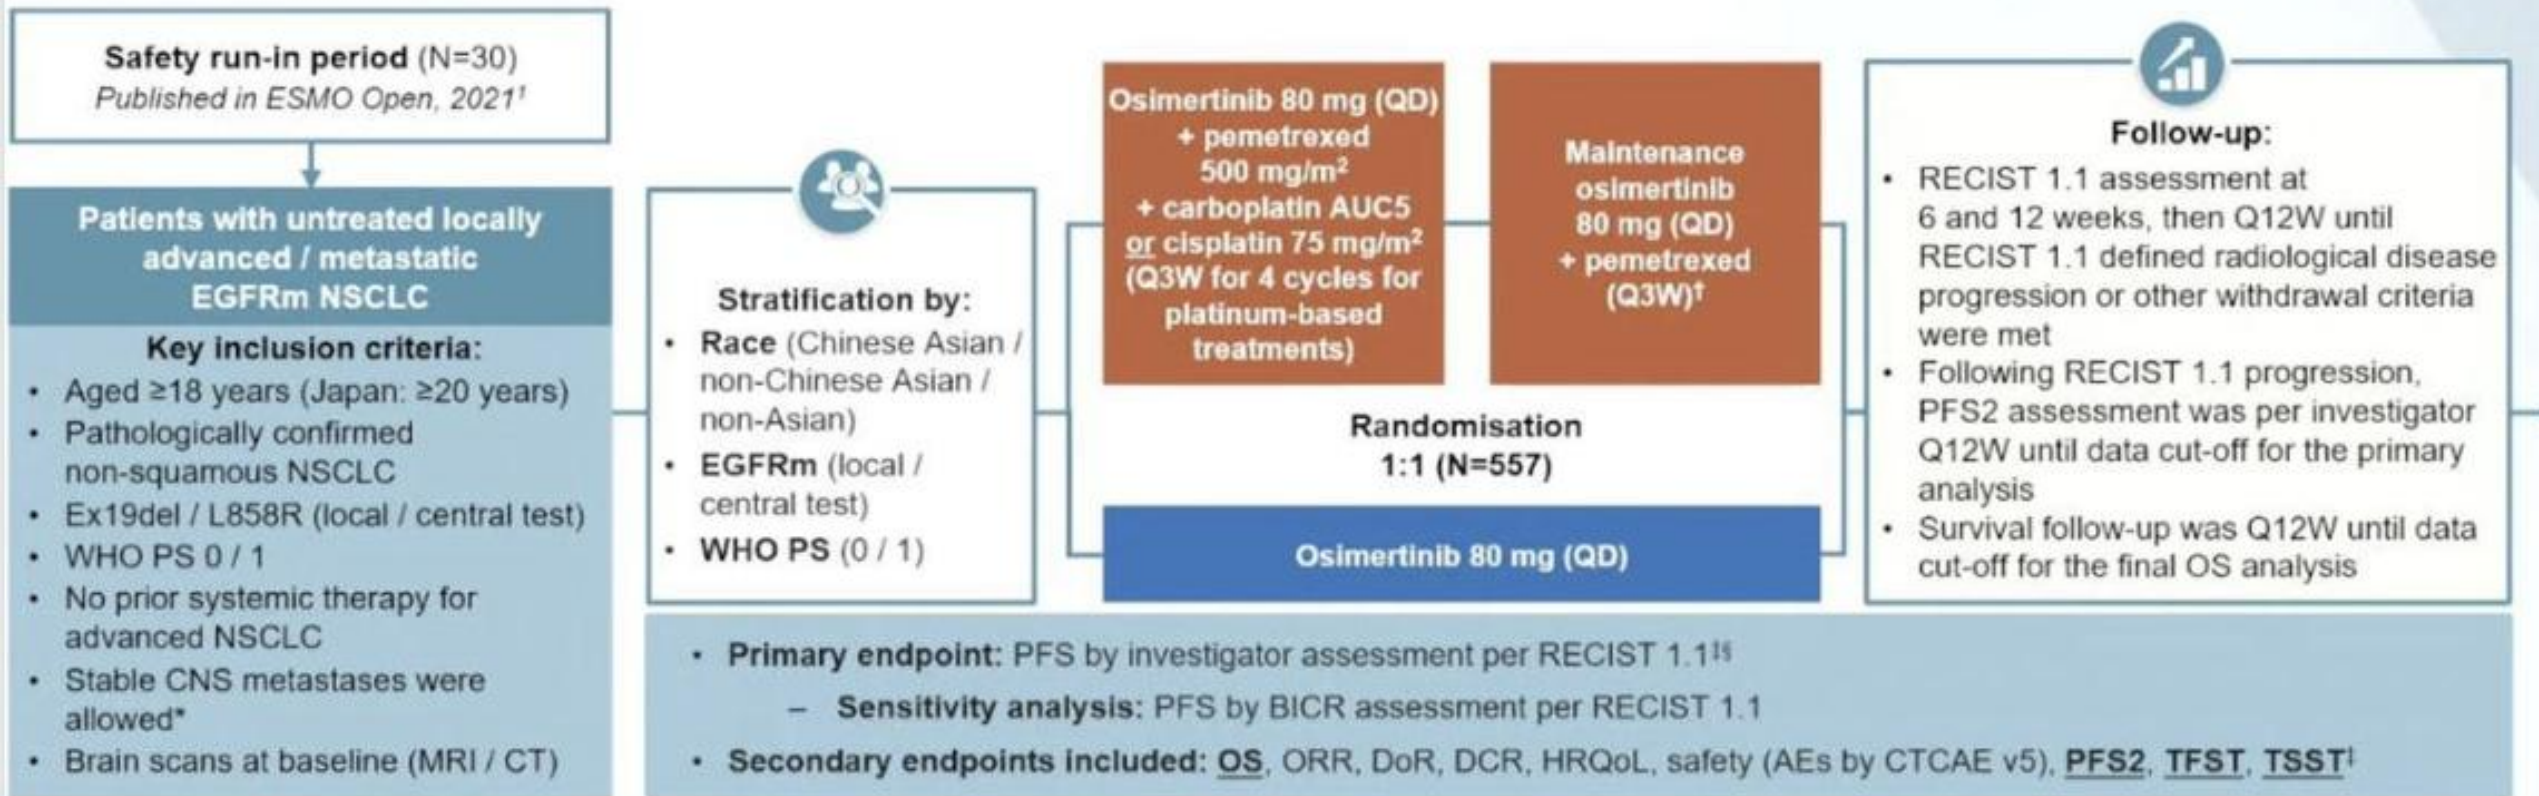 Safety run-in period (N=30)
Published in ESMO Open, 2021¹
Patients with untreated locally
advanced / metastatic
EGFRm NSCLC
Key inclusion criteria:
• Aged ≥18 years (Japan: ≥20 years)
• Pathologically confirmed
non-squamous NSCLC
• Ex19del / L858R (local / central test)
• WHO PS 0 / 1
• No prior systemic therapy for
advanced NSCLC
• Stable CNS metastases were
allowed*
• Brain scans at baseline (MRI / CT)
Stratification by:
• Race (Chinese Asian /
non-Chinese Asian /
non-Asian)
• EGFRm (local /
central test)
• WHO PS (0 / 1)
Osimertinib 80 mg (QD)
+ pemetrexed
500 mg/m²
+ carboplatin AUC5
or cisplatin 75 mg/m²
(Q3W for 4 cycles for
platinum-based
treatments)
Maintenance
osimertinib
80 mg (QD)
+ pemetrexed
(Q3W)†
Randomisation
1:1 (N=557)
Osimertinib 80 mg (QD)
Follow-up:
• RECIST 1.1 assessment at
6 and 12 weeks, then Q12W until
RECIST 1.1 defined radiological disease
progression or other withdrawal criteria
were met
• Following RECIST 1.1 progression,
PFS2 assessment was per investigator
Q12W until data cut-off for the primary
analysis
• Survival follow-up was Q12W until data
cut-off for the final OS analysis
• Primary endpoint: PFS by investigator assessment per RECIST 1.1‡§
– Sensitivity analysis: PFS by BICR assessment per RECIST 1.1
• Secondary endpoints included: OS, ORR, DoR, DCR, HRQoL, safety (AEs by CTCAE v5), PFS2, TFST, TSST‡